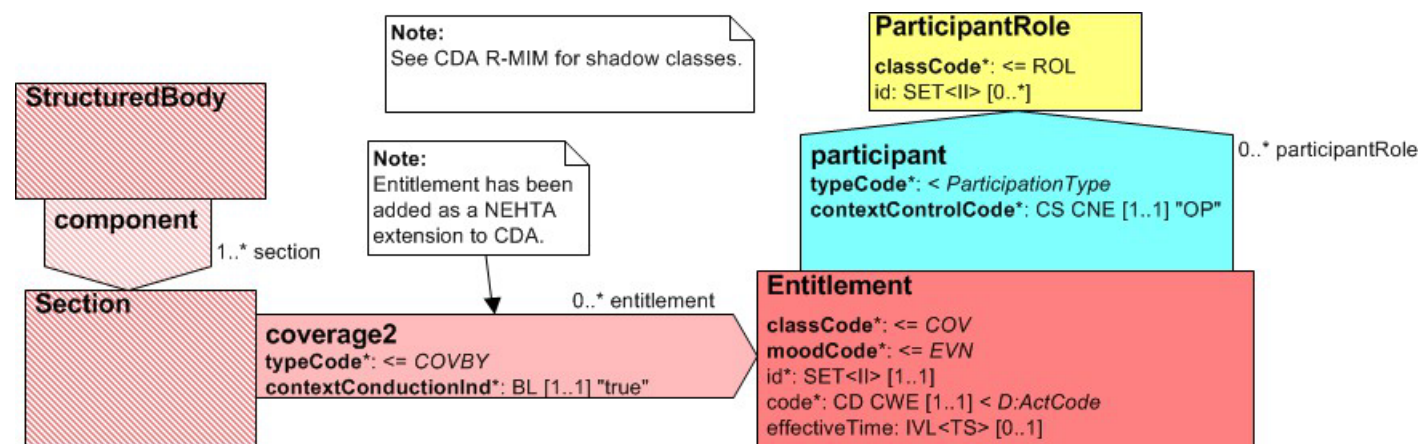 Note:
See CDA R-MIM for shadow classes.
ParticipantRole
classCode*: <= ROL
id: SET<II> [0..*]
StructuredBody
component
1..* section
Note:
Entitlement has been
added as a NEHTA
extension to CDA.
participant
typeCode*: < ParticipationType
contextControlCode*: CS CNE [1..1] "OP"
0..* participantRole
Section
0..* entitlement
coverage2
typeCode*: <= COVBY
contextConductionInd*: BL [1..1] "true"
Entitlement
classCode*: <= COV
moodCode*: <= EVN
id*: SET<II> [1..1]
code*: CD CWE [1..1] < D:ActCode
effectiveTime: IVL<TS> [0..1]